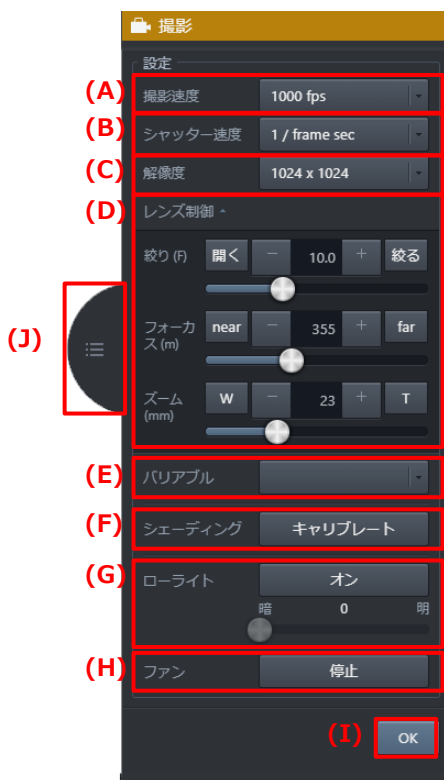 撮影
設定
(A) 撮影速度 1000 fps
(B) シャッター速度 1 / frame sec
(C) 解像度 1024 x 1024
(D) レンズ制御
絞り (F) 開く － 10.0 + 絞る
(J)
フォーカ
ス (m) near － 355 + far
ズーム
(mm) W － 23 + T
(E) バリアブル
(F) シェーディング キャリブレート
(G) ローライト オン
暗 0 明
(H) ファン 停止
(I) OK